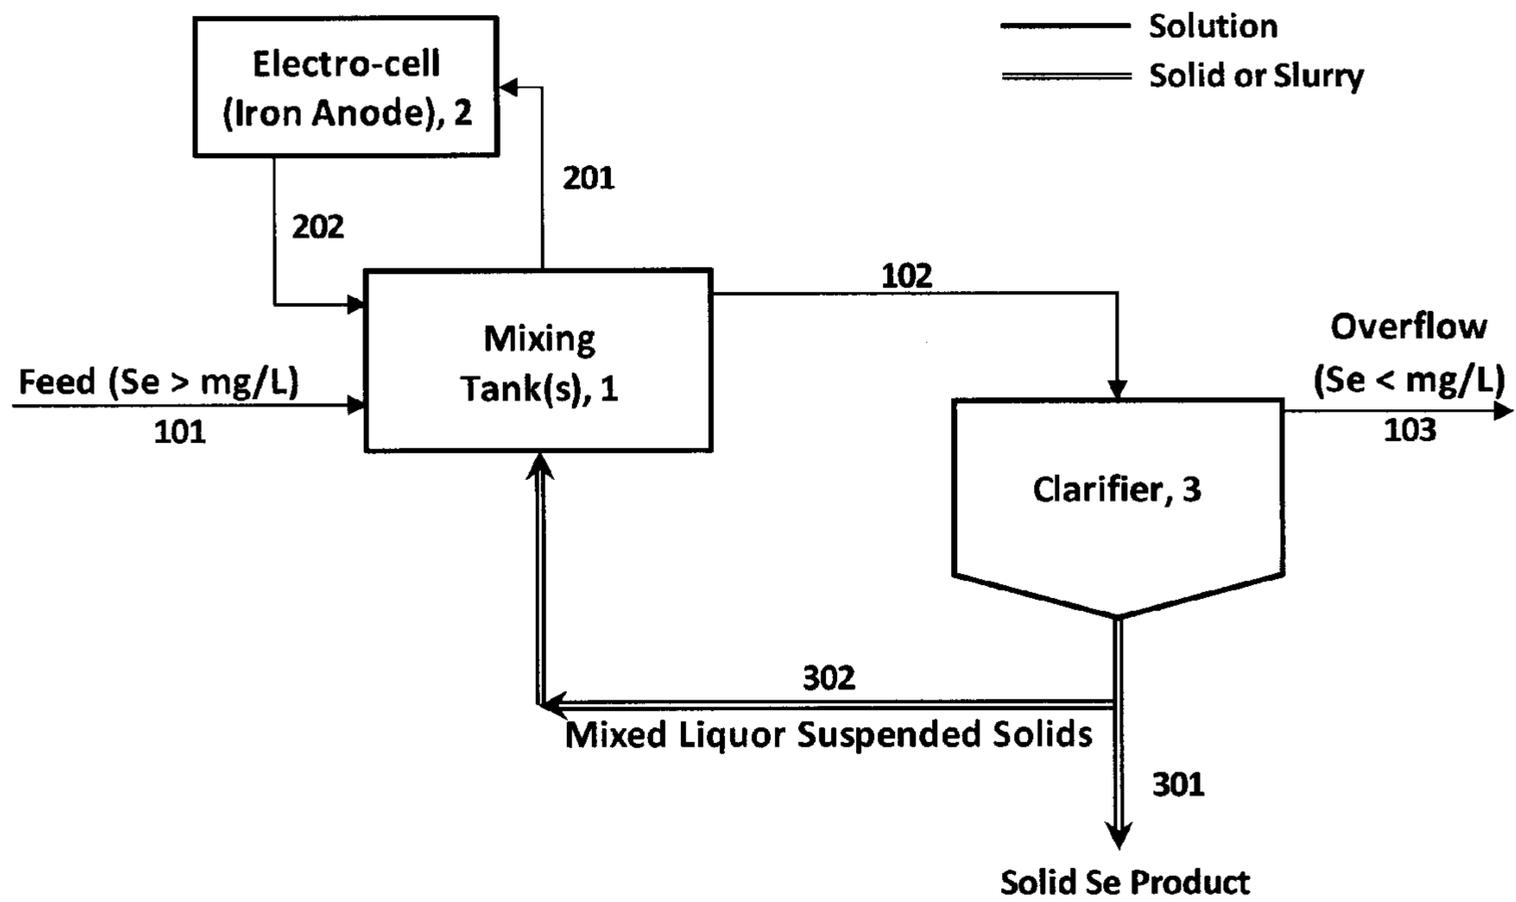 Solution
Solid or Slurry
Electro-cell
(Iron Anode), 2
201
202
102
Mixing
Tank(s), 1
Feed (Se > mg/L)
101
Overflow
(Se < mg/L)
103
Clarifier, 3
302
Mixed Liquor Suspended Solids
301
Solid Se Product